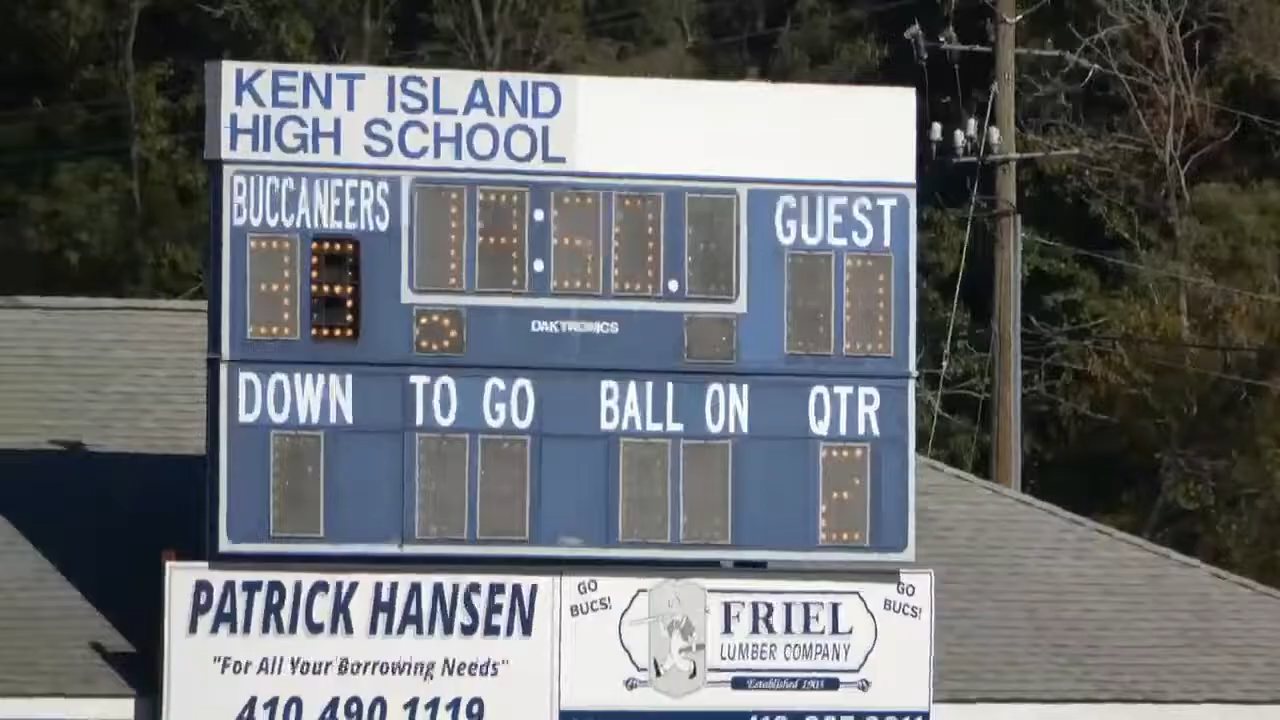 KENT ISLAND
HIGH SCHOOL
BUCCANEERS
GUEST
DAKTRONICS
DOWN TO GO BALL ON QTR
PATRICK HANSEN
"For All Your Borrowing Needs"
410.490.1119
GO
BUCS!
FRIEL
LUMBER COMPANY
Established 1903
GO
BUCS!